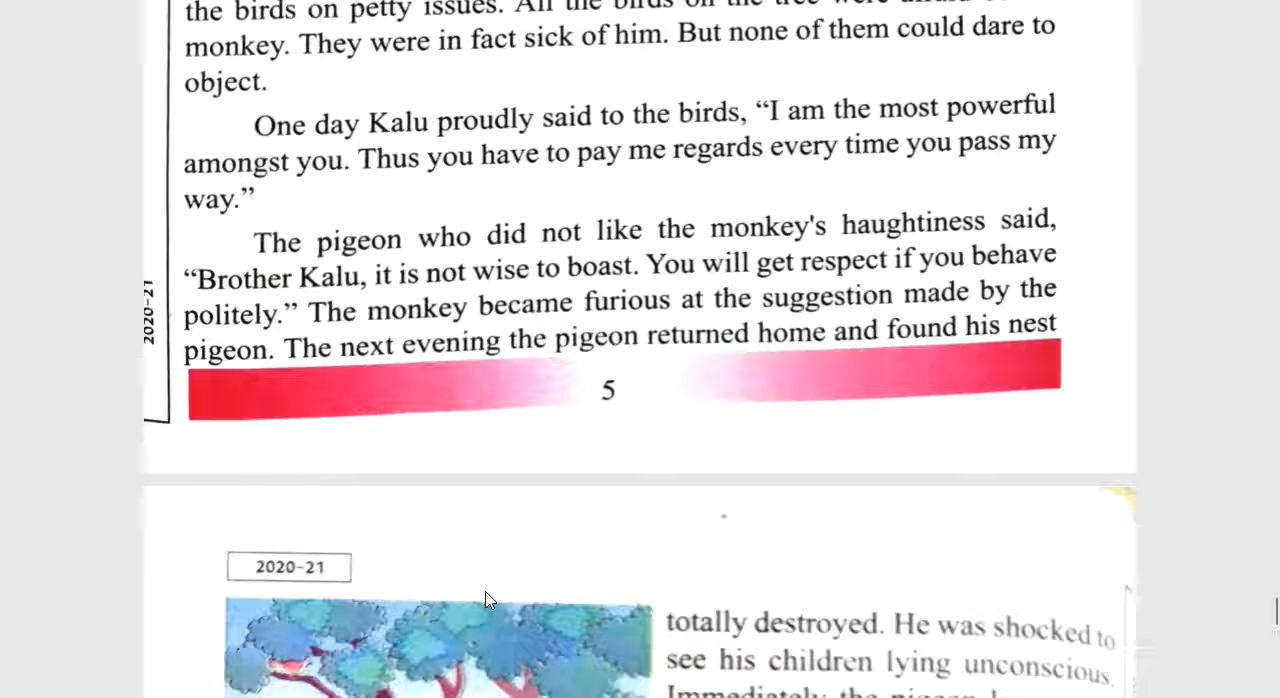 the birds on petty issues. All the birds on the tree were
monkey. They were in fact sick of him. But none of them could dare to
object.
One day Kalu proudly said to the birds, “I am the most powerful
amongst you. Thus you have to pay me regards every time you pass my
way.”
The pigeon who did not like the monkey's haughtiness said,
“Brother Kalu, it is not wise to boast. You will get respect if you behave
politely.” The monkey became furious at the suggestion made by the
pigeon. The next evening the pigeon returned home and found his nest
2020-21
5
2020-21
totally destroyed. He was shocked to
see his children lying unconscious.
Immediately the pigeon